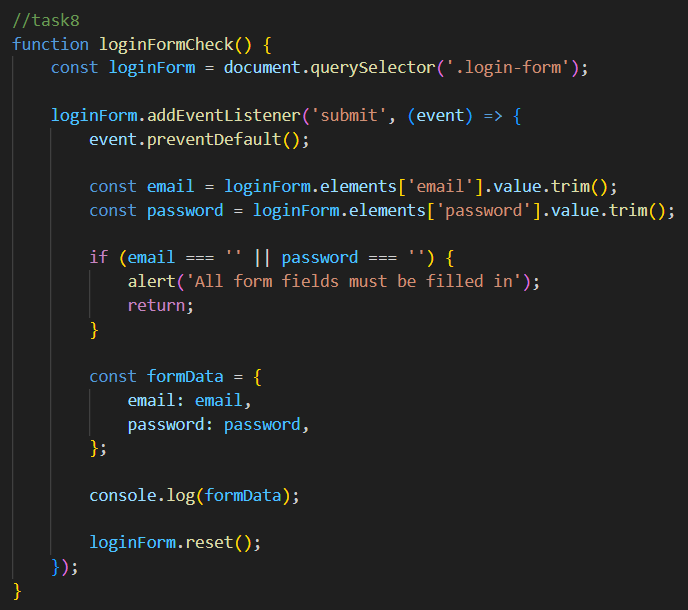 //task8
function loginFormCheck() {
    const loginForm = document.querySelector('.login-form');

    loginForm.addEventListener('submit', (event) => {
        event.preventDefault();

        const email = loginForm.elements['email'].value.trim();
        const password = loginForm.elements['password'].value.trim();

        if (email === '' || password === '') {
            alert('All form fields must be filled in');
            return;
        }

        const formData = {
            email: email,
            password: password,
        };

        console.log(formData);

        loginForm.reset();
    });
}